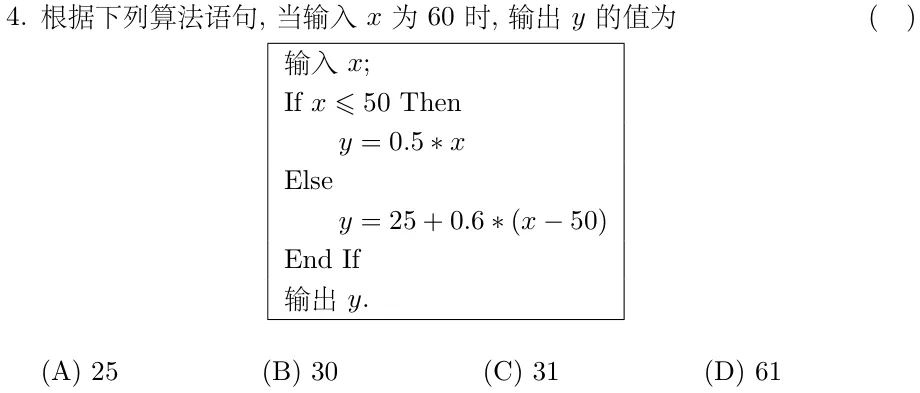 4. 根据下列算法语句, 当输入 x 为 60 时, 输出 y 的值为 ( )
输入 x;
If x ⩽ 50 Then
y = 0.5 ∗ x
Else
y = 25 + 0.6 ∗ (x − 50)
End If
输出 y.
(A) 25 (B) 30 (C) 31 (D) 61